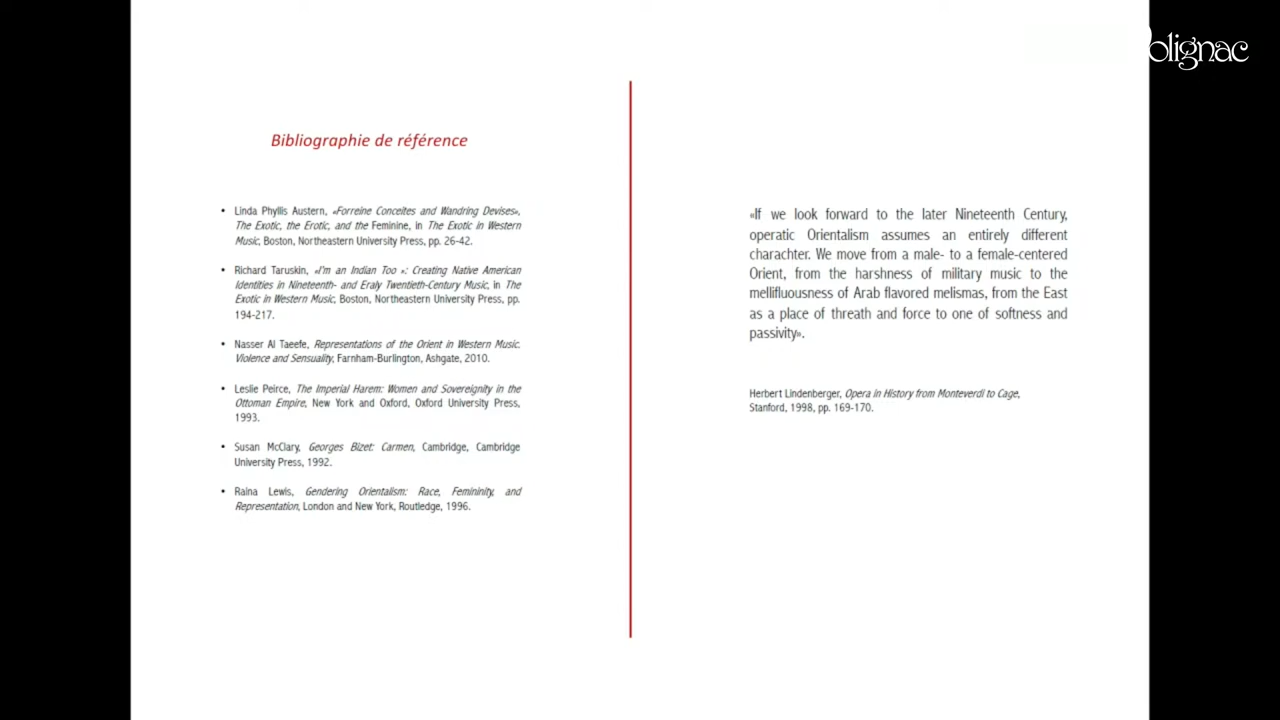 olignac
Bibliographie de référence
• Linda Phyllis Austern, «Forreine Conceites and Wandring Devises»,
The Exotic, the Erotic, and the Feminine, in The Exotic in Western
Music, Boston, Northeastern University Press, pp. 26-42.
• Richard Taruskin, «I'm an Indian Too »: Creating Native American
Identities in Nineteenth- and Eraly Twentieth-Century Music, in The
Exotic in Western Music, Boston, Northeastern University Press, pp.
194-217.
• Nasser Al Taeefe, Representations of the Orient in Western Music.
Violence and Sensuality, Farnham-Burlington, Ashgate, 2010.
• Leslie Peirce, The Imperial Harem: Women and Sovereignity in the
Ottoman Empire, New York and Oxford, Oxford University Press,
1993.
• Susan McClary, Georges Bizet: Carmen, Cambridge, Cambridge
University Press, 1992.
• Raina Lewis, Gendering Orientalism: Race, Femininity, and
Representation, London and New York, Routledge, 1996.
«If we look forward to the later Nineteenth Century,
operatic Orientalism assumes an entirely different
charachter. We move from a male- to a female-centered
Orient, from the harshness of military music to the
mellifluousness of Arab flavored melismas, from the East
as a place of threath and force to one of softness and
passivity».
Herbert Lindenberger, Opera in History from Monteverdi to Cage,
Stanford, 1998, pp. 169-170.